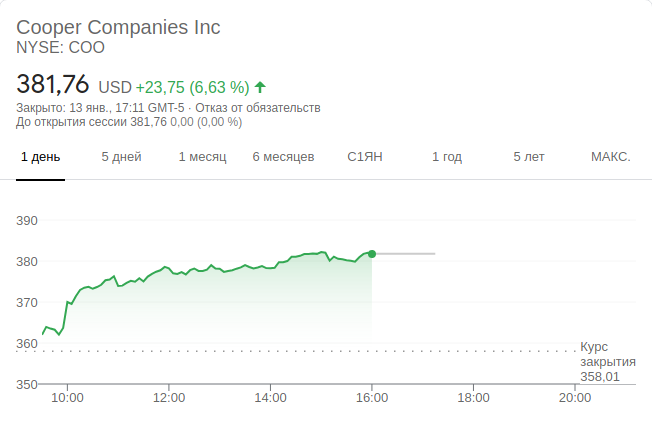 Cooper Companies Inc
NYSE: COO
381,76 USD +23,75 (6,63 %)
Закрыто: 13 янв., 17:11 GMT-5 · Отказ от обязательств
До открытия сессии 381,76 0,00 (0,00 %)
1 день 5 дней 1 месяц 6 месяцев С1ЯН 1 год 5 лет МАКС.
390
380
370
360
350
Курс
закрытия
358,01
10:00 12:00 14:00 16:00 18:00 20:00